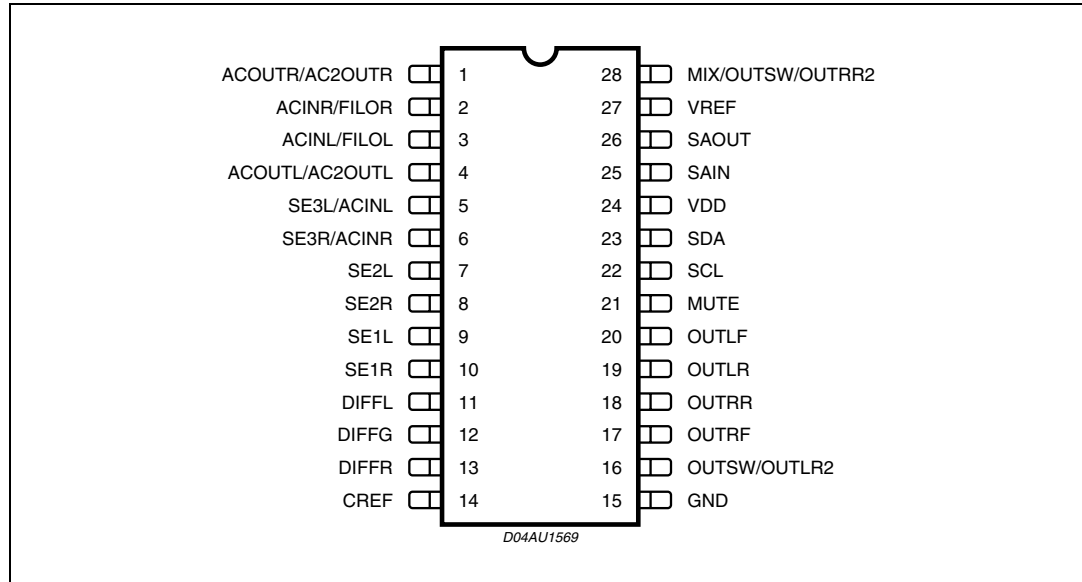 ACOUTR/AC2OUTR 1 28 MIX/OUTSW/OUTRR2
ACINR/FILOR 2 27 VREF
ACINL/FILOL 3 26 SAOUT
ACOUTL/AC2OUTL 4 25 SAIN
SE3L/ACINL 5 24 VDD
SE3R/ACINR 6 23 SDA
SE2L 7 22 SCL
SE2R 8 21 MUTE
SE1L 9 20 OUTLF
SE1R 10 19 OUTLR
DIFFL 11 18 OUTRR
DIFFG 12 17 OUTRF
DIFFR 13 16 OUTSW/OUTLR2
CREF 14 15 GND
D04AU1569